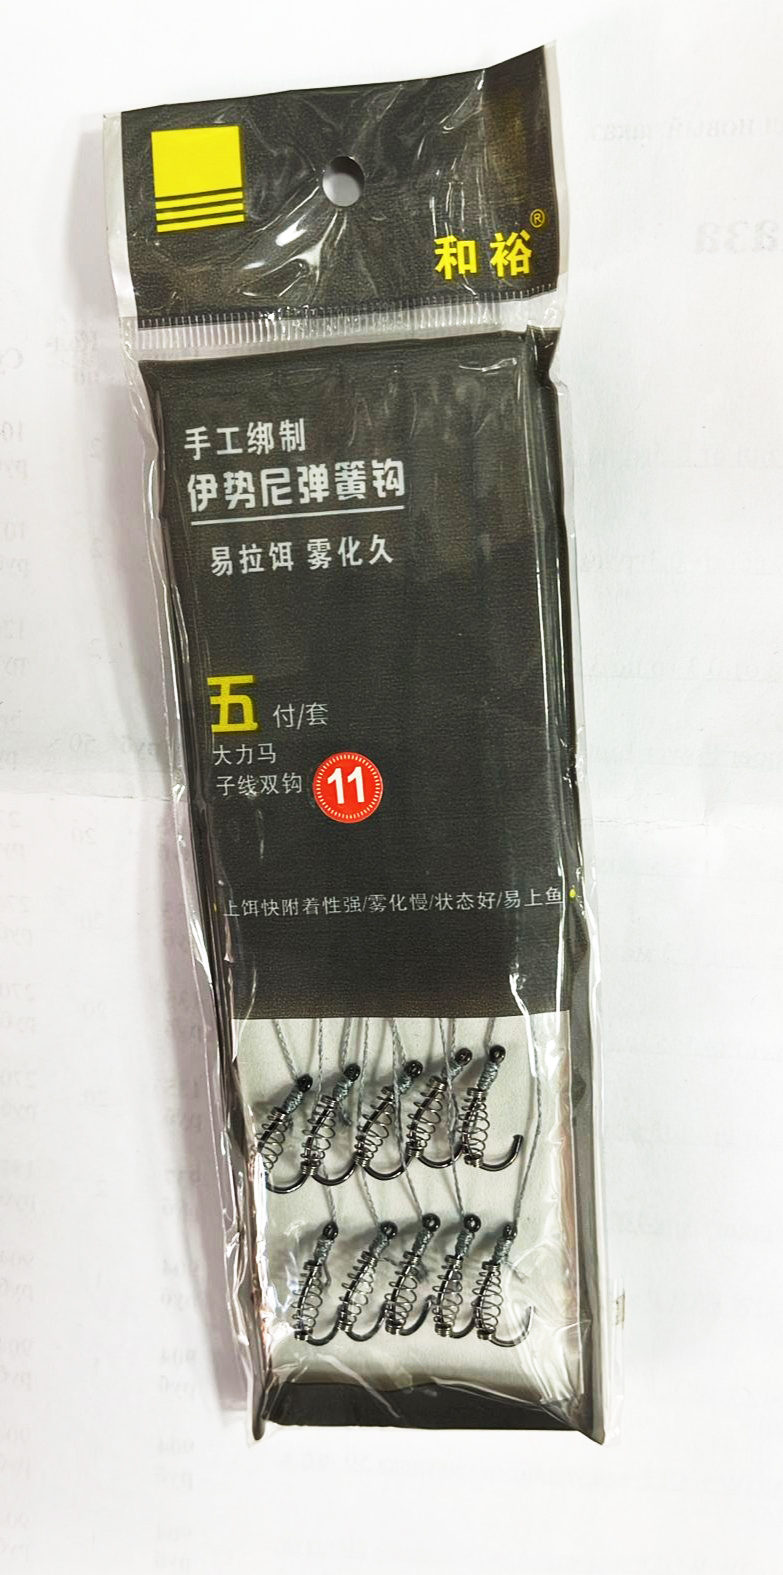 和裕®
手工绑制
伊势尼弹簧钩
易拉饵 雾化久
五 付/套
大力马
子线双钩
11
上饵快附着性强/雾化慢/状态好/易上鱼